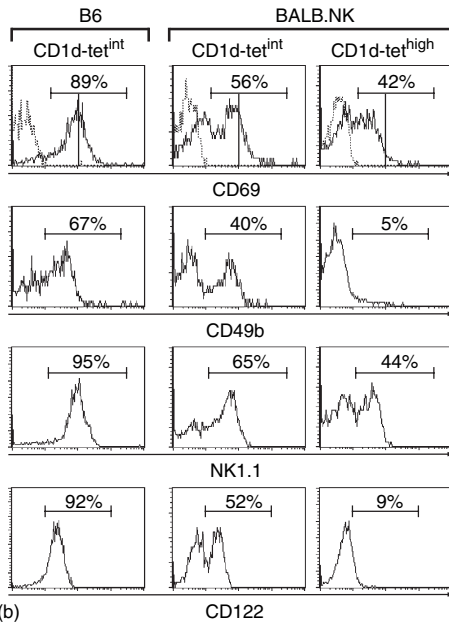 B6 BALB.NK
CD1d-tetint CD1d-tetint CD1d-tethigh
89% 56% 42%
CD69
67% 40% 5%
CD49b
95% 65% 44%
NK1.1
92% 52% 9%
(b) CD122